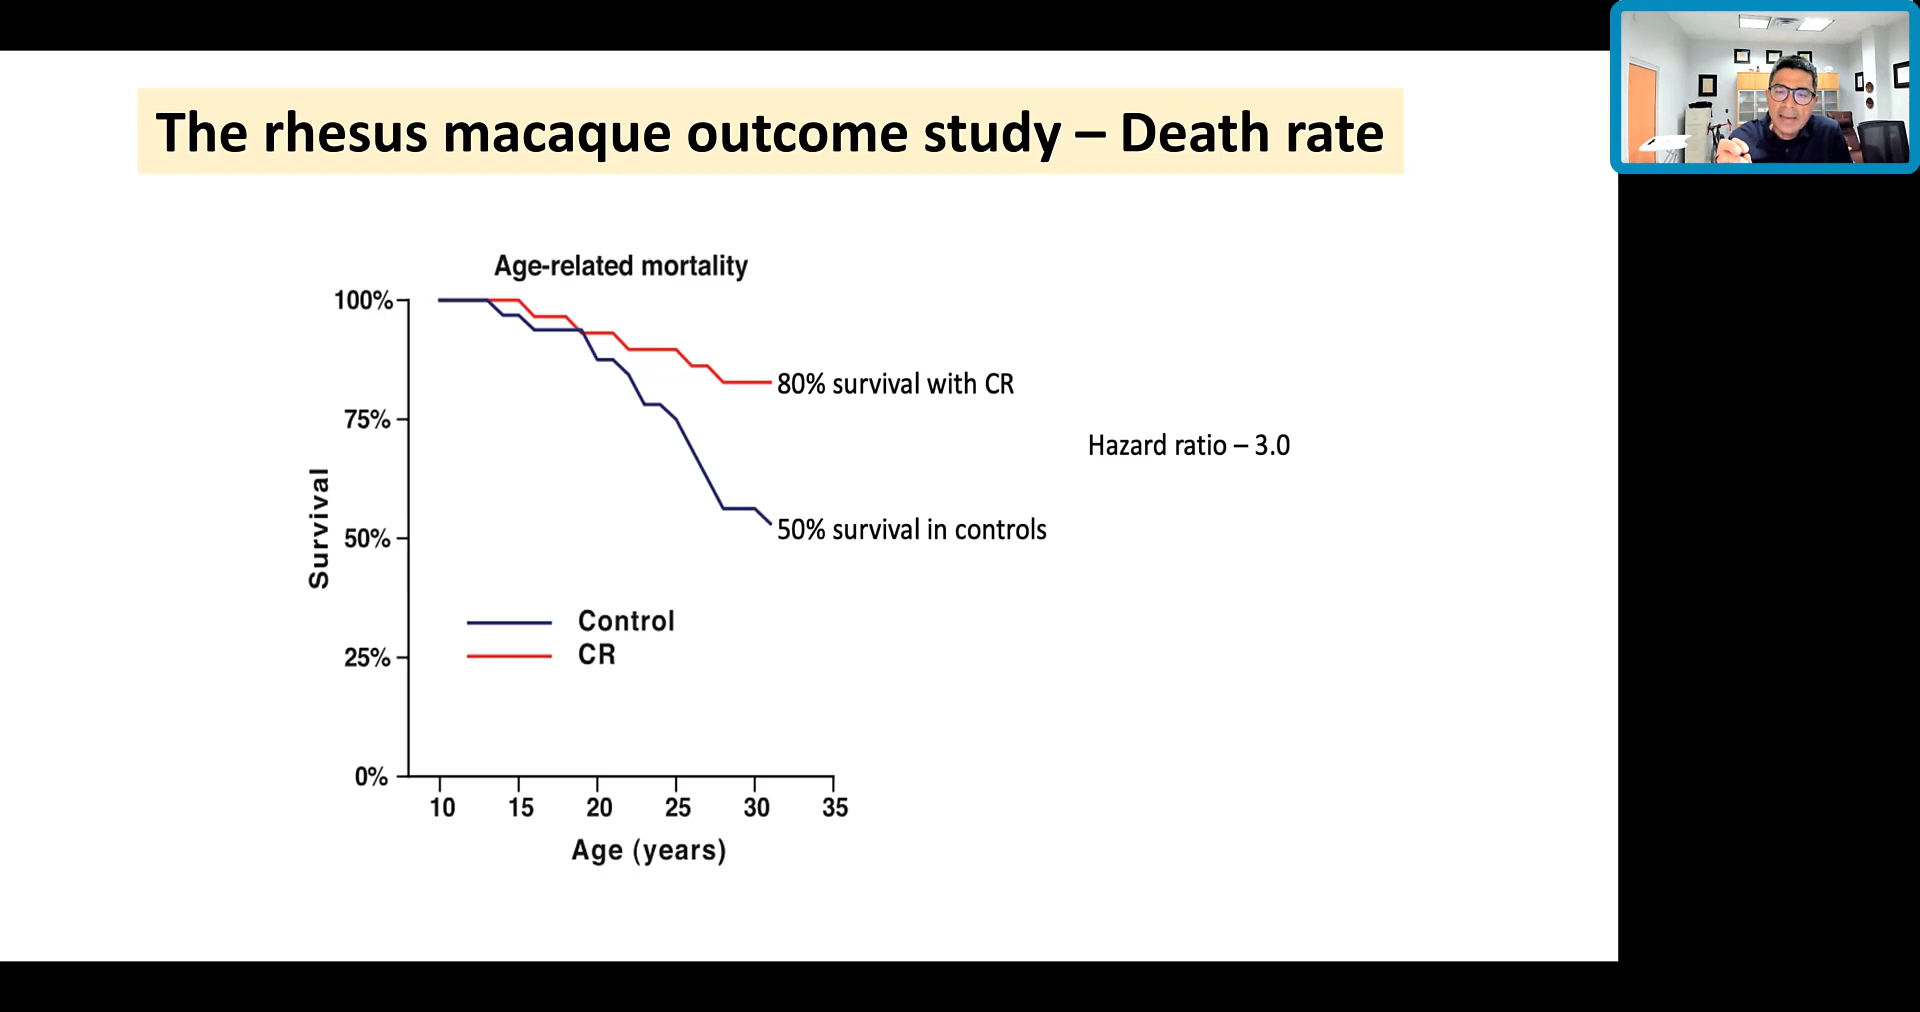 The rhesus macaque outcome study – Death rate
Age-related mortality
100%
75%
50%
25%
0%
Survival
80% survival with CR
Hazard ratio – 3.0
50% survival in controls
Control
CR
10 15 20 25 30 35
Age (years)